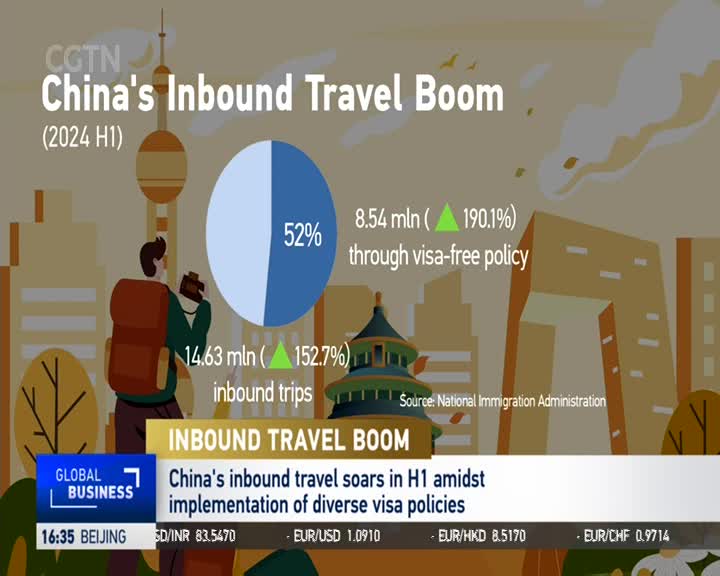 CGTN
China's Inbound Travel Boom
(2024 H1)
52%
8.54 mln (▲190.1%)
through visa-free policy
14.63 mln (▲152.7%)
inbound trips
Source: National Immigration Administration
INBOUND TRAVEL BOOM
GLOBAL
BUSINESS
China's inbound travel soars in H1 amidst
implementation of diverse visa policies
16:35 BEIJING
SD/INR 83.5470 - EUR/USD 1.0910 - EUR/HKD 8.5170 - EUR/CHF 0.9714